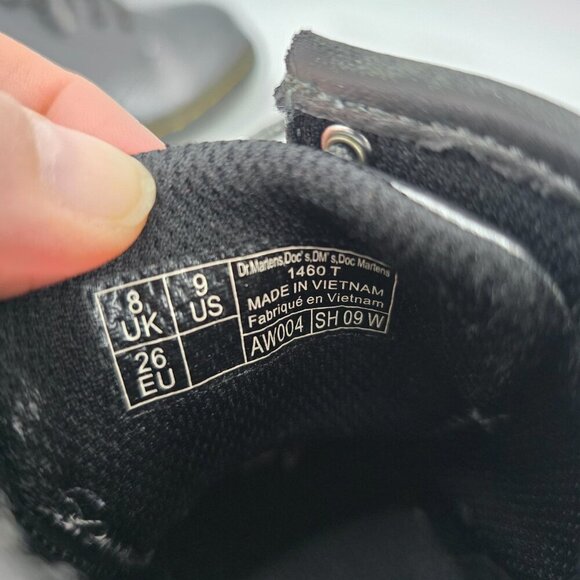 8 UK
9 US
26 EU
Dr.Martens,Doc's,DM's,Doc Martens
1460 T
MADE IN VIETNAM
Fabriqué en Vietnam
AW004
SH 09 W